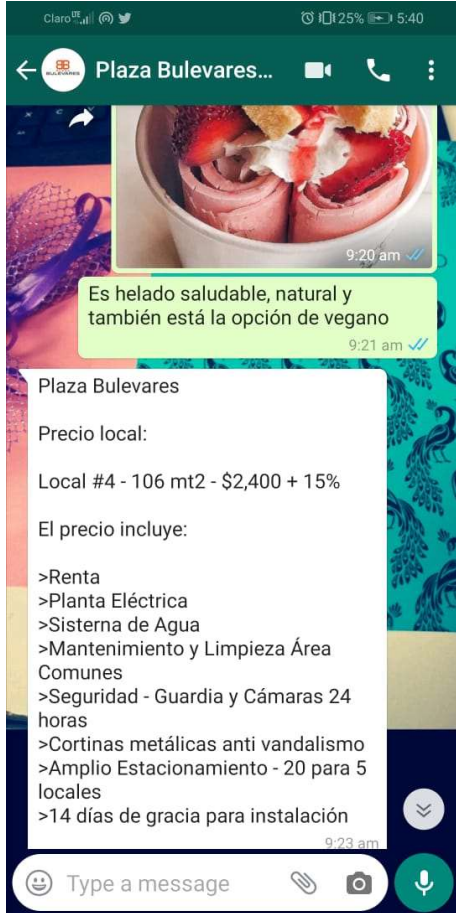 Claro LTE 25% 5:40
BULEVARES
Plaza Bulevares...
9:20 am
Es helado saludable, natural y
también está la opción de vegano
9:21 am
Plaza Bulevares
Precio local:
Local #4 - 106 mt2 - $2,400 + 15%
El precio incluye:
>Renta
>Planta Eléctrica
>Sisterna de Agua
>Mantenimiento y Limpieza Área
Comunes
>Seguridad - Guardia y Cámaras 24
horas
>Cortinas metálicas anti vandalismo
>Amplio Estacionamiento - 20 para 5
locales
>14 días de gracia para instalación
9:23 am
Type a message